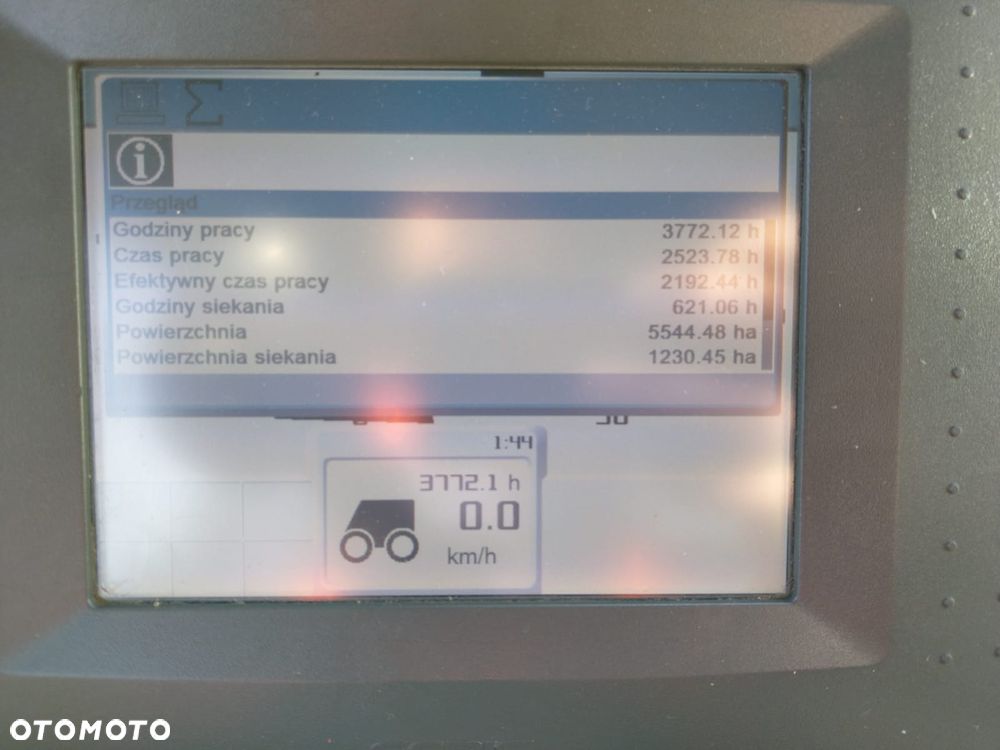 Przegląd
Godziny pracy 3772.12 h
Czas pracy 2523.78 h
Efektywny czas pracy 2192.44 h
Godziny siekania 621.06 h
Powierzchnia 5544.48 ha
Powierzchnia siekania 1230.45 ha
1:44
3772.1 h
0.0
km/h
OTOMOTO